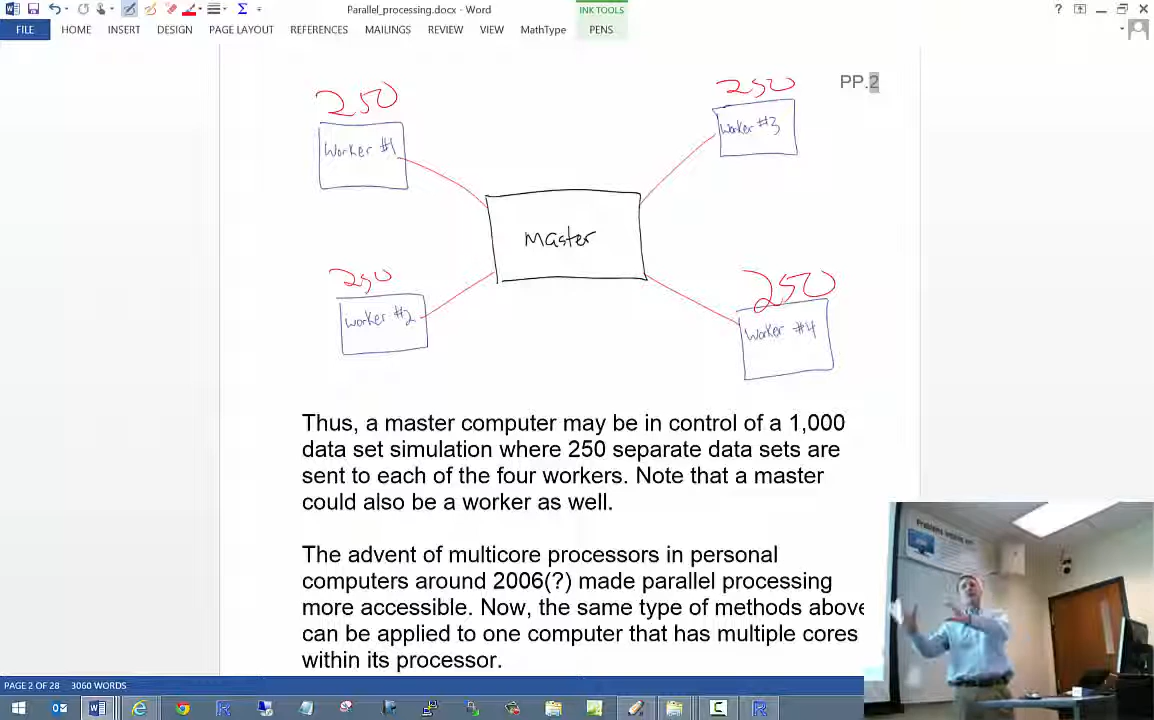 Parallel_processing.docx - Word
INK TOOLS
FILE HOME INSERT DESIGN PAGE LAYOUT REFERENCES MAILINGS REVIEW VIEW MathType PENS
PP.2
250
250
Worker #1
Worker #3
Master
250
250
Worker #2
Worker #4
Thus, a master computer may be in control of a 1,000
data set simulation where 250 separate data sets are
sent to each of the four workers. Note that a master
could also be a worker as well.
The advent of multicore processors in personal
computers around 2006(?) made parallel processing
more accessible. Now, the same type of methods above
can be applied to one computer that has multiple cores
within its processor.
PAGE 2 OF 28 3060 WORDS